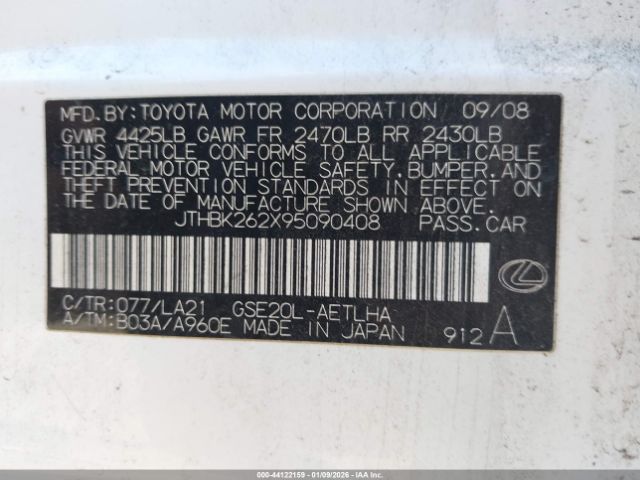 MFD.BY:TOYOTA MOTOR CORPORATION 09/08
GVWR 4425LB GAWR FR 2470LB RR 2430LB
THIS VEHICLE CONFORMS TO ALL APPLICABLE
FEDERAL MOTOR VEHICLE SAFETY,BUMPER,AND
THEFT PREVENTION STANDARDS IN EFFECT ON
THE DATE OF MANUFACTURE SHOWN ABOVE.
JTHBK262X95090408 PASS.CAR
C/TR:077/LA21 GSE20L-AETLHA
A/TM:B03A/A960E MADE IN JAPAN 912 A
000-44122159 - 01/09/2026 - IAA Inc.